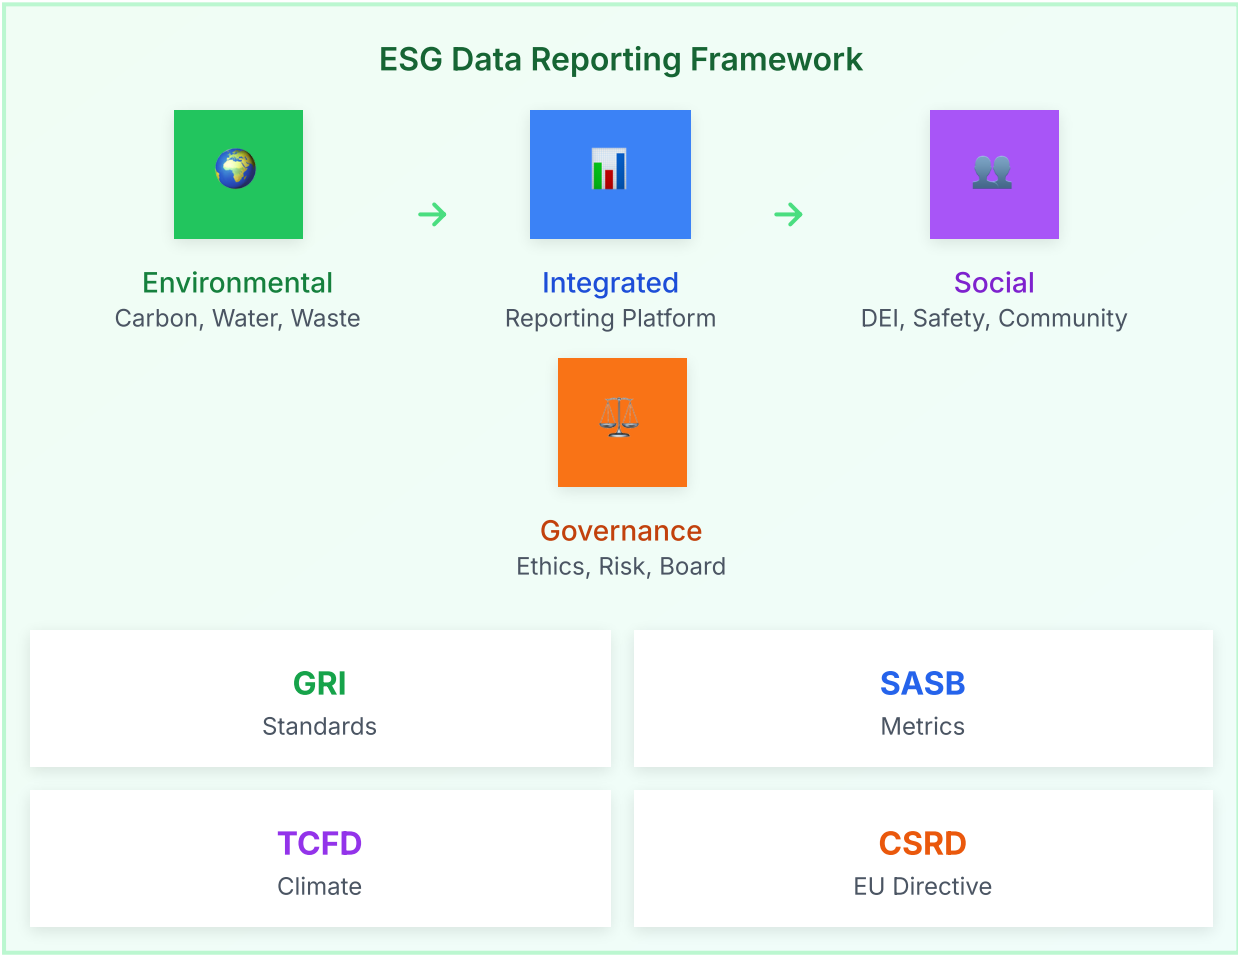 ESG Data Reporting Framework
Environmental
Carbon, Water, Waste
Integrated
Reporting Platform
Social
DEI, Safety, Community
Governance
Ethics, Risk, Board
GRI
Standards
SASB
Metrics
TCFD
Climate
CSRD
EU Directive